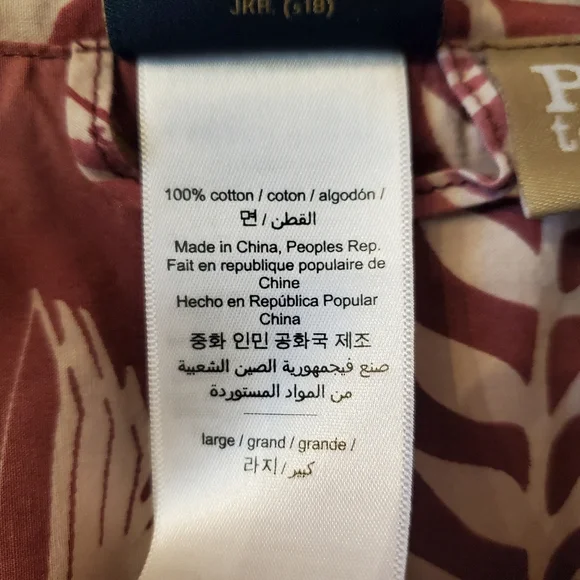 JKR. (s18)
P
t
100% cotton / coton / algodón /
면 / القطن
Made in China, Peoples Rep.
Fait en republique populaire de
Chine
Hecho en República Popular
China
중화 인민 공화국 제조
صنع فيجمهورية الصين الشعبية
من المواد المستوردة
large / grand / grande /
라지 / كبير